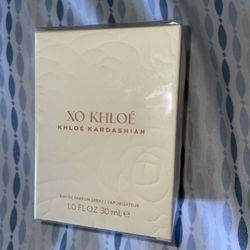 XO KHLOÉ
KHLOÉ KARDASHIAN
EAU DE PARFUM SPRAY | VAPORISATEUR
1.0 FL OZ 30 mL ℮